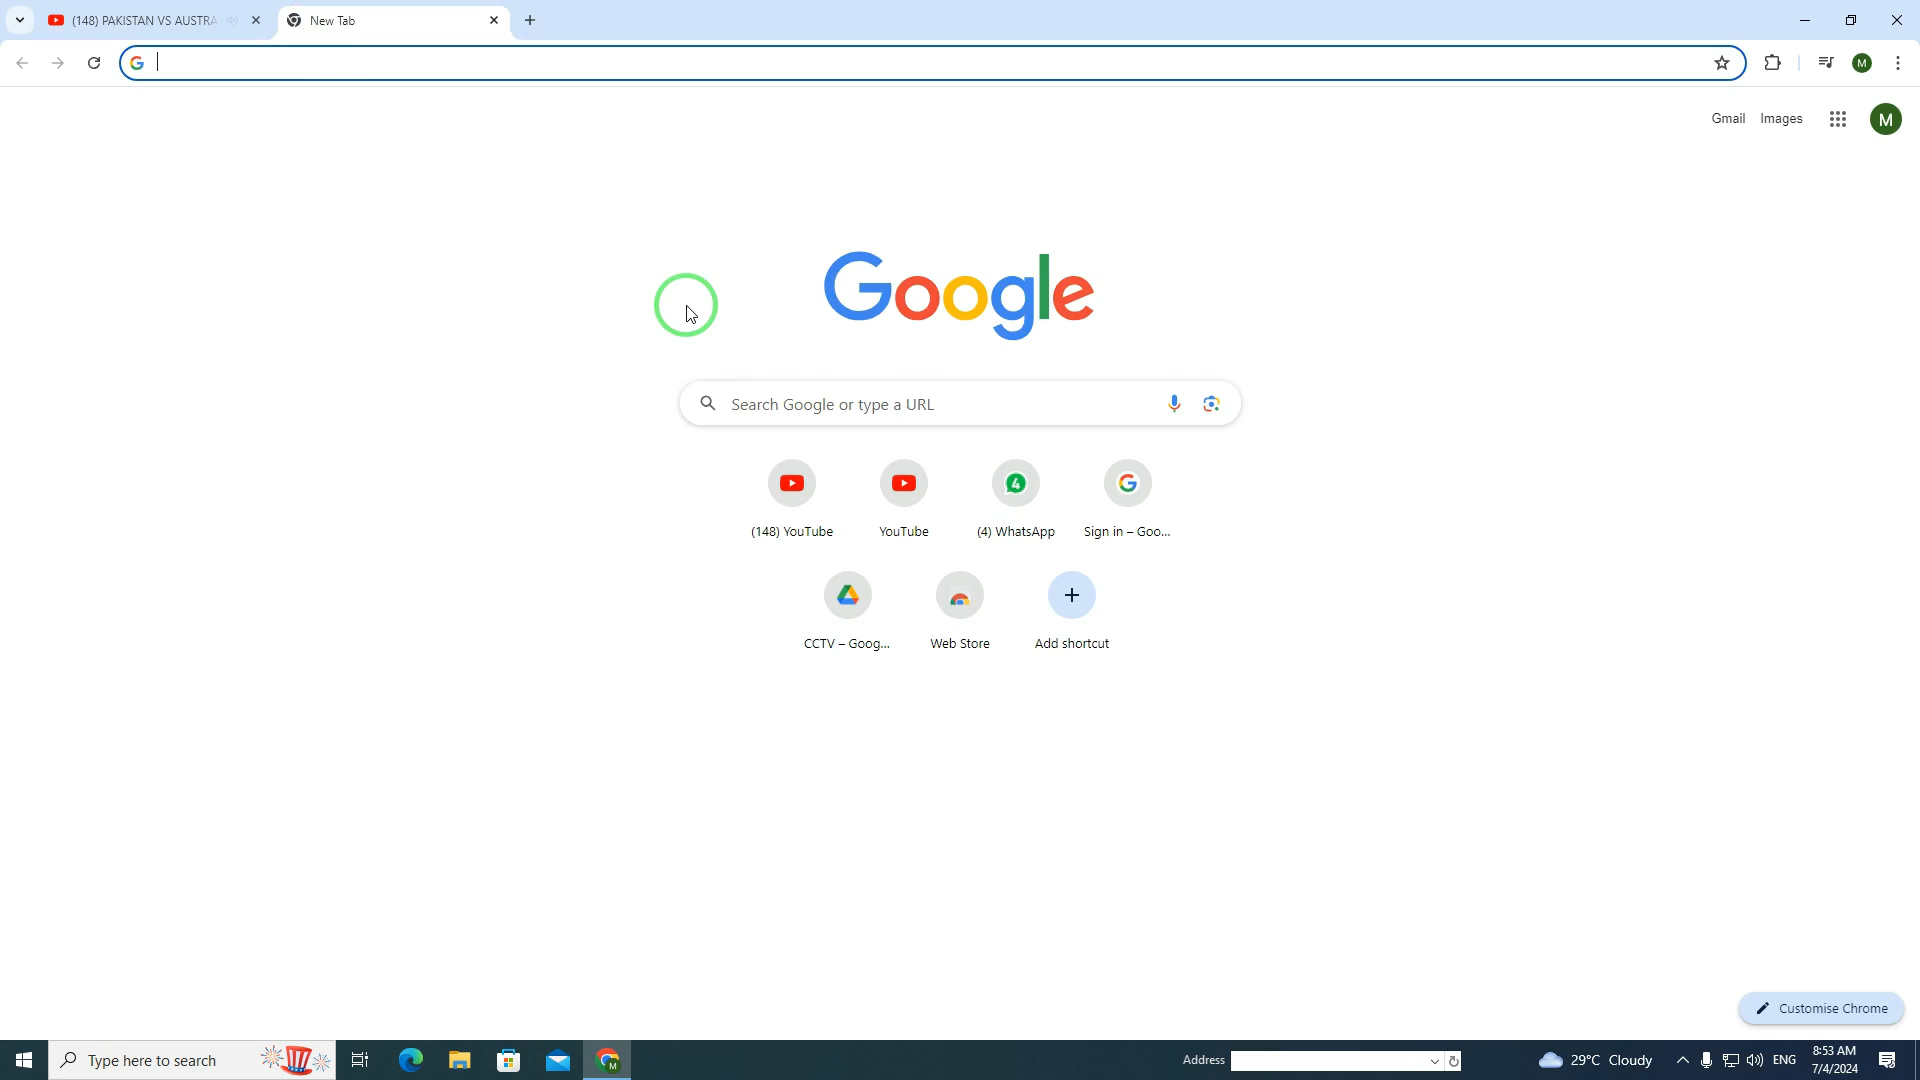 (148) PAKISTAN VS AUSTRA
New Tab
Gmail Images M
M
Google
Search Google or type a URL
(148) YouTube YouTube (4) WhatsApp Sign in – Goo...
CCTV – Goog... Web Store Add shortcut
Customise Chrome
Type here to search
Address
29°C Cloudy
ENG
8:53 AM
7/4/2024